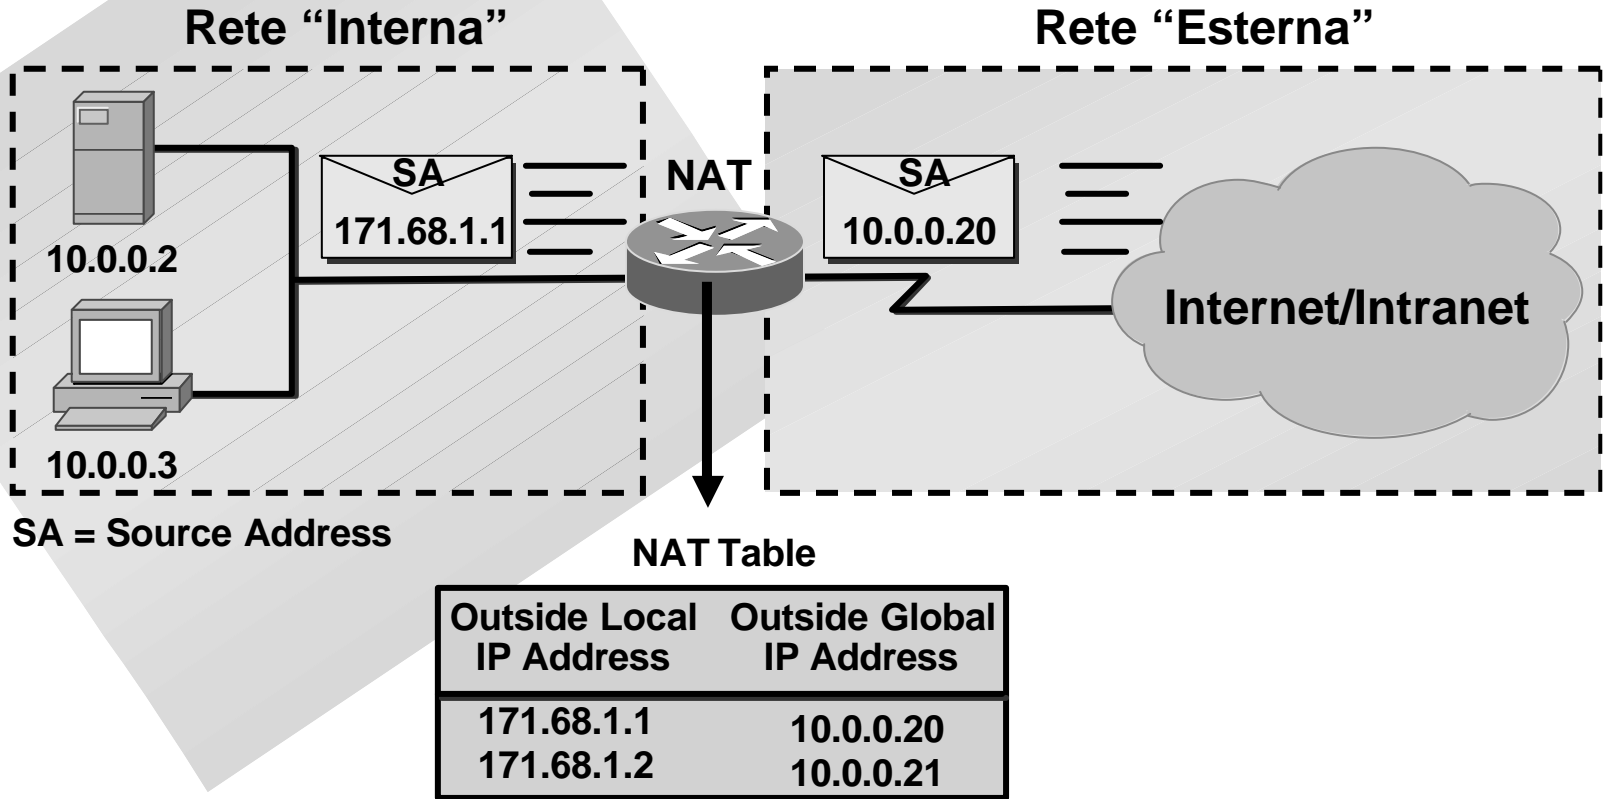 Rete “Interna”
Rete “Esterna”
SA
171.68.1.1
NAT
SA
10.0.0.20
10.0.0.2
Internet/Intranet
10.0.0.3
SA = Source Address
NAT Table
Outside Local IP Address
Outside Global IP Address
171.68.1.1 10.0.0.20
171.68.1.2 10.0.0.21